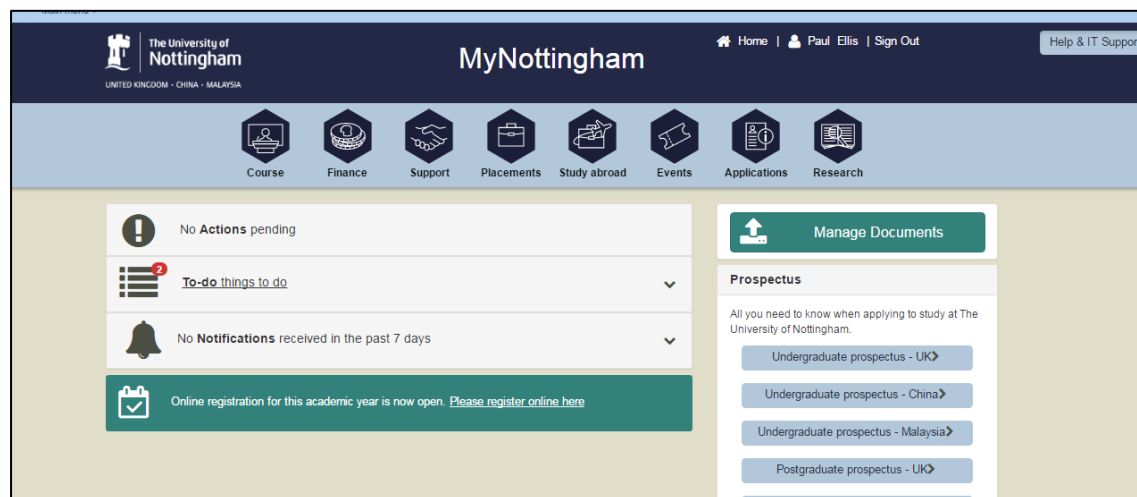 The University of
Nottingham
UNITED KINGDOM · CHINA · MALAYSIA
MyNottingham
Home | Paul Ellis | Sign Out
Help & IT Suppor
Course
Finance
Support
Placements
Study abroad
Events
Applications
Research
No Actions pending
2
To-do things to do
No Notifications received in the past 7 days
Online registration for this academic year is now open. Please register online here
Manage Documents
Prospectus
All you need to know when applying to study at The
University of Nottingham.
Undergraduate prospectus - UK
Undergraduate prospectus - China
Undergraduate prospectus - Malaysia
Postgraduate prospectus - UK